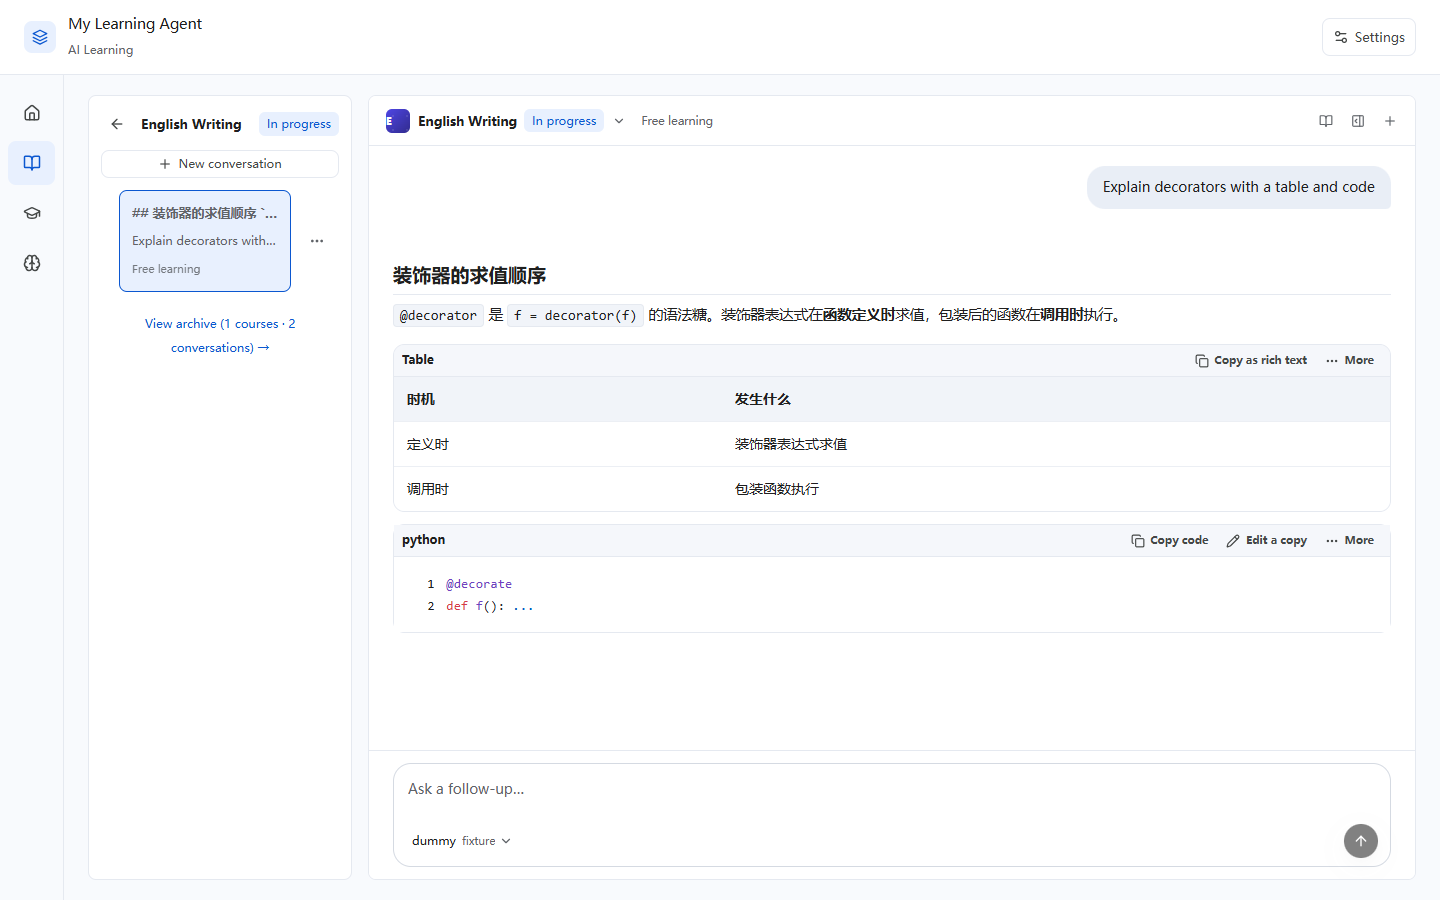 My Learning Agent
AI Learning
Settings
English Writing
In progress
New conversation
## 装饰器的求值顺序 `...
Explain decorators with...
Free learning
View archive (1 courses · 2
conversations) →
E
English Writing
In progress
Free learning
Explain decorators with a table and code
装饰器的求值顺序
@decorator 是 f = decorator(f) 的语法糖。装饰器表达式在函数定义时求值，包装后的函数在调用时执行。
Table
Copy as rich text
More
时机 发生什么
定义时 装饰器表达式求值
调用时 包装函数执行
python
Copy code
Edit a copy
More
1 @decorate
2 def f(): ...
Ask a follow-up...
dummy fixture